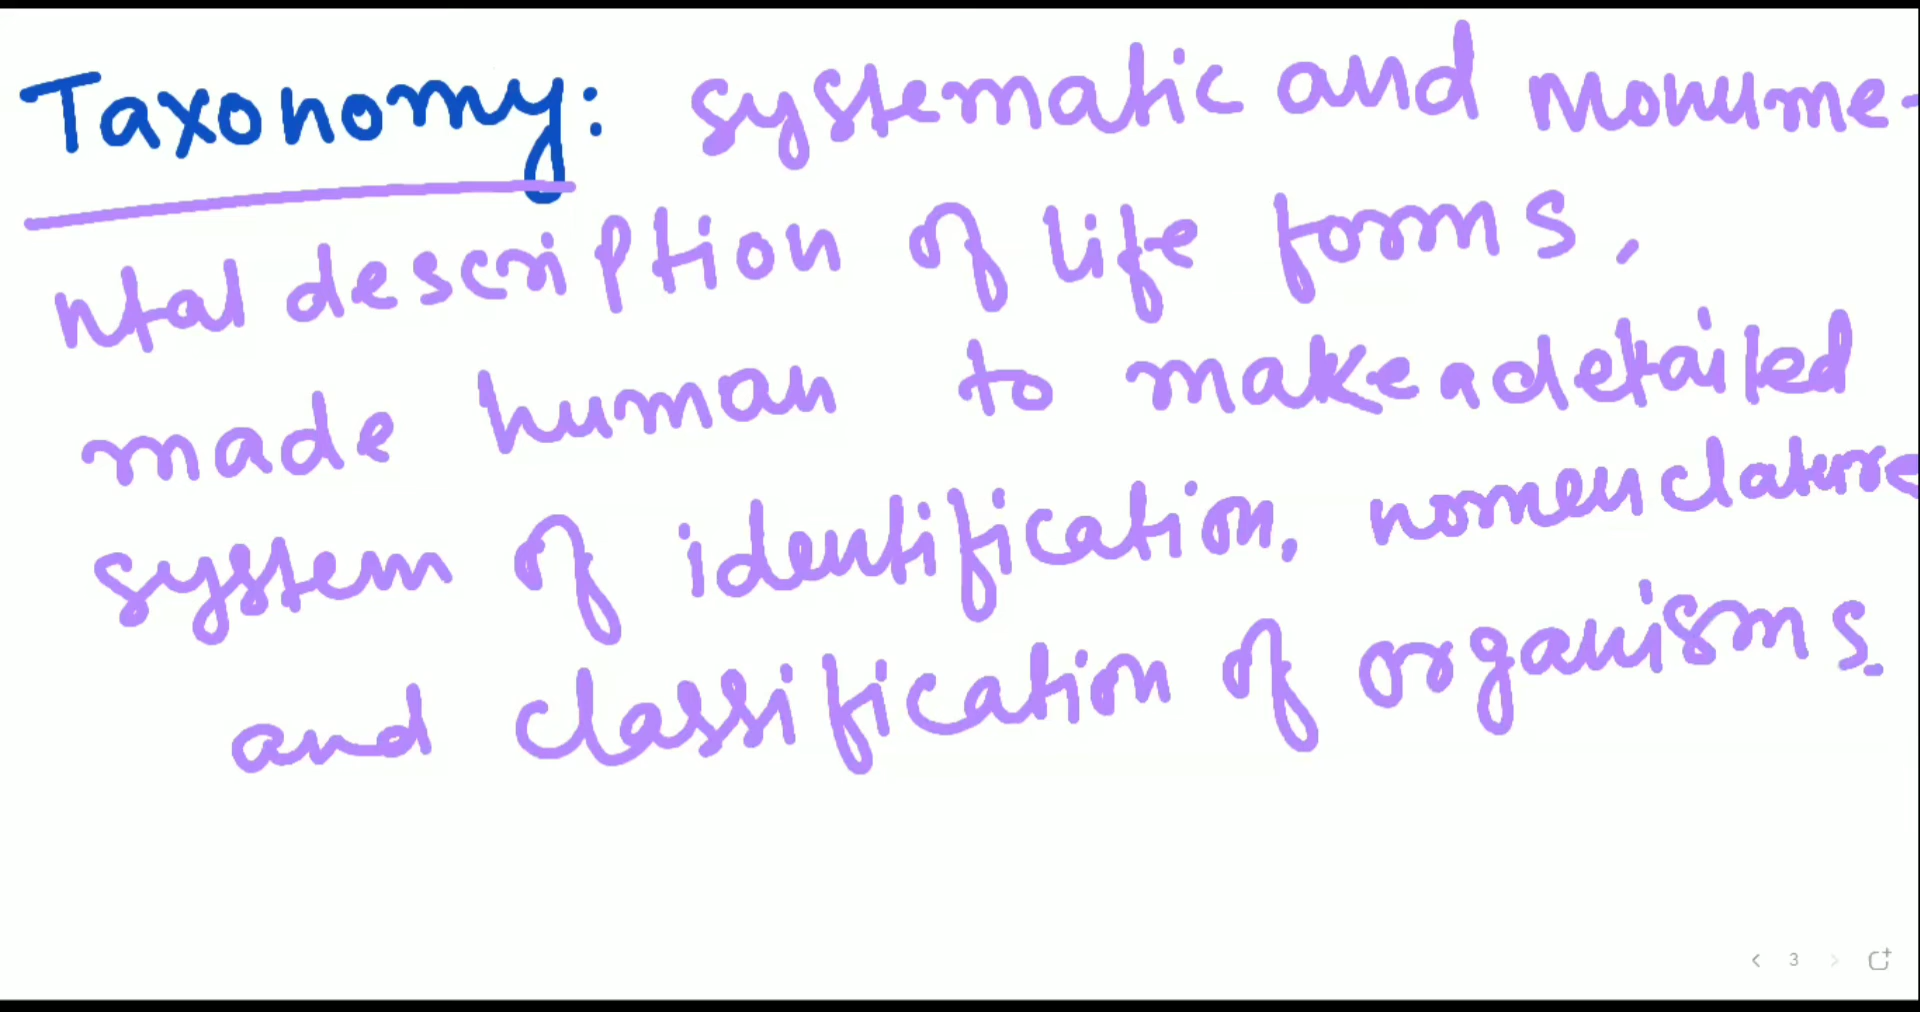 Taxonomy: systematic and Monume-
ntal description of life forms,
made human to make a detailed
system of identification, nomenclature
and classification of organisms.
3